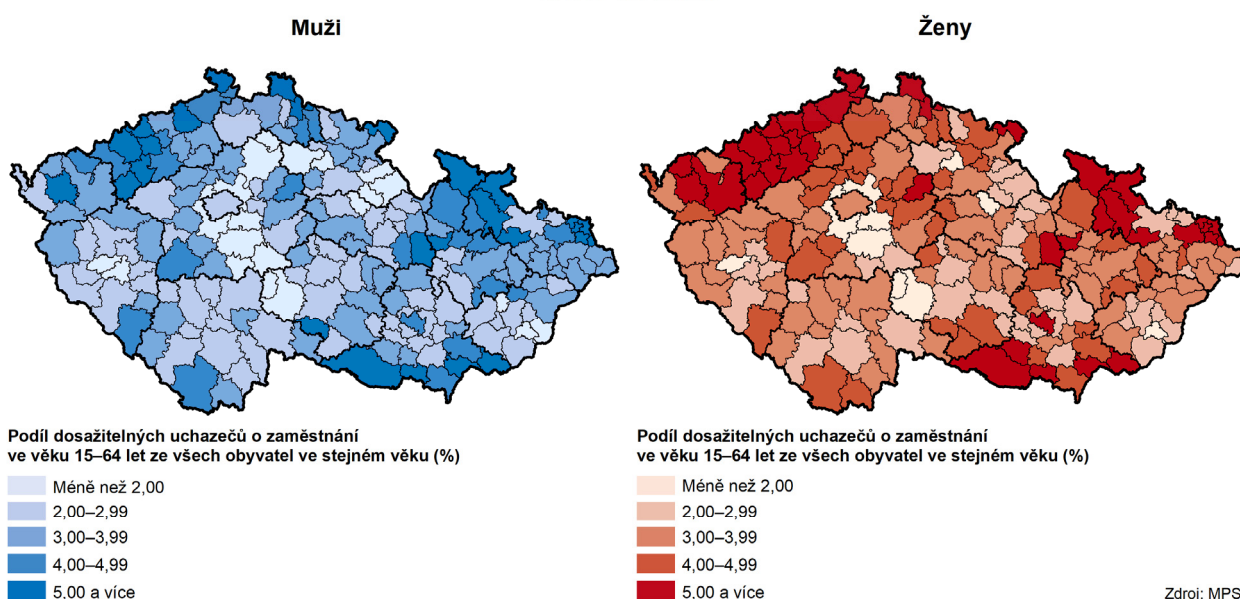 Muži
Podíl dosažitelných uchazečů o zaměstnání
ve věku 15–64 let ze všech obyvatel ve stejném věku (%)
Méně než 2,00
2,00–2,99
3,00–3,99
4,00–4,99
5.00 a více
Ženy
Podíl dosažitelných uchazečů o zaměstnání
ve věku 15–64 let ze všech obyvatel ve stejném věku (%)
Méně než 2,00
2,00–2,99
3,00–3,99
4,00–4,99
5.00 a více
Zdroj: MPS